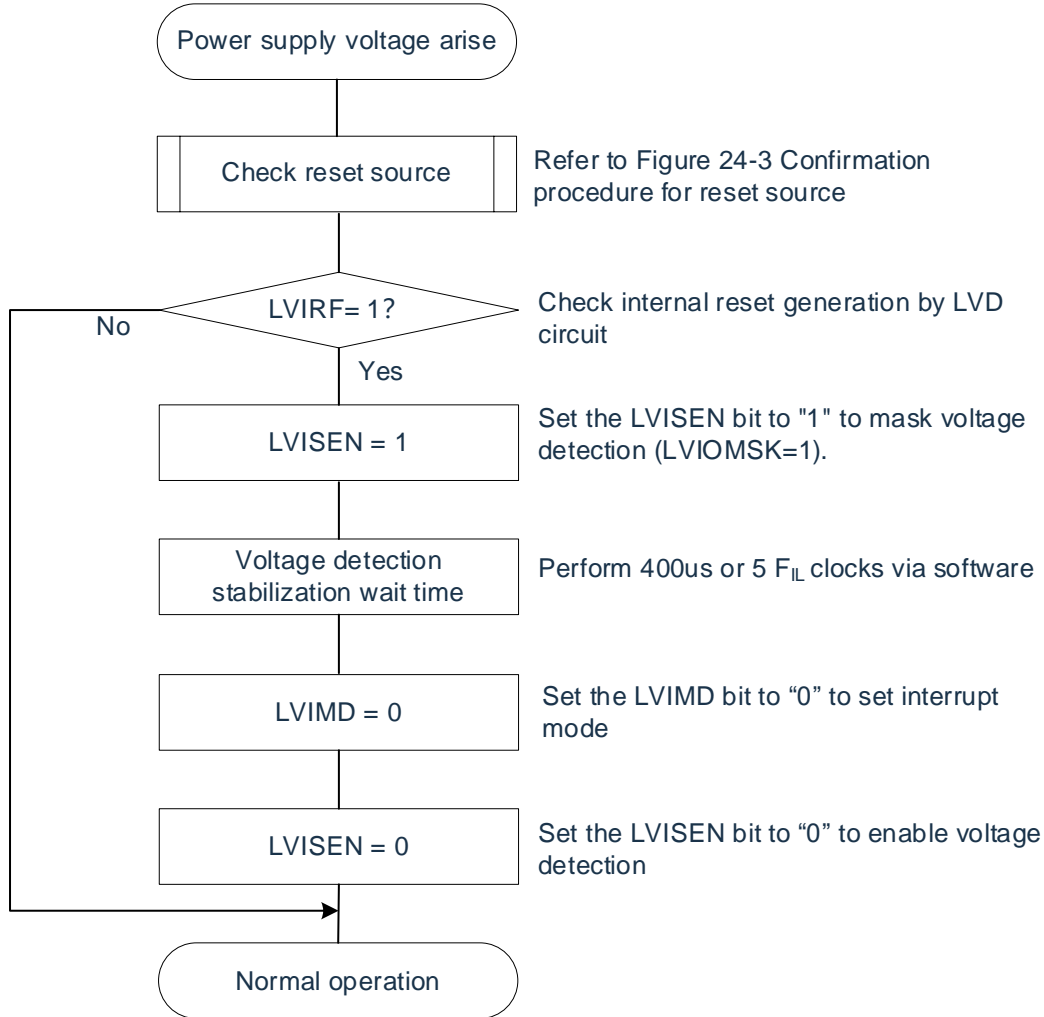 Power supply voltage arise
Check reset source
Refer to Figure 24-3 Confirmation
procedure for reset source
LVIRF= 1?
Check internal reset generation by LVD
circuit
No
Yes
LVISEN = 1
Set the LVISEN bit to "1" to mask voltage
detection (LVIOMSK=1).
Voltage detection
stabilization wait time
Perform 400us or 5 FIL clocks via software
LVIMD = 0
Set the LVIMD bit to “0” to set interrupt
mode
LVISEN = 0
Set the LVISEN bit to “0” to enable voltage
detection
Normal operation